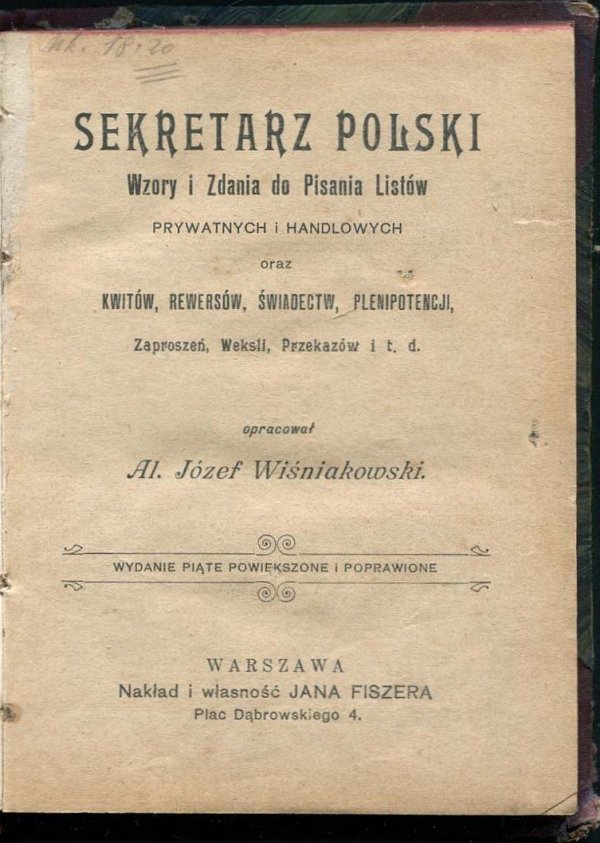 SEKRETARZ POLSKI
Wzory i Zdania do Pisania Listów
PRYWATNYCH i HANDLOWYCH
oraz
KWITÓW, REWERSÓW, ŚWIADECTW, PLENIPOTENCJI,
Zaproszeń, Weksli, Przekazów i t. d.
opracował
Al. Józef Wiśniakowski.
WYDANIE PIĄTE POWIĘKSZONE i POPRAWIONE
WARSZAWA
Nakład i własność JANA FISZERA
Plac Dąbrowskiego 4.